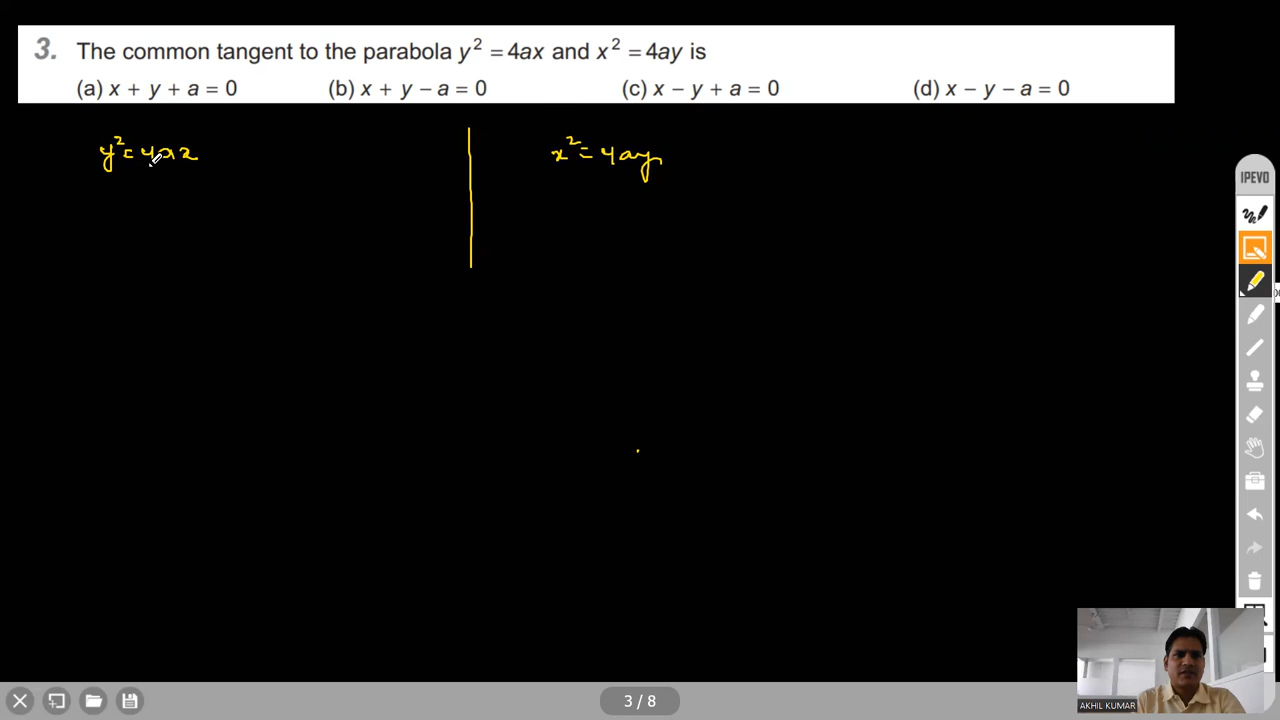 3. The common tangent to the parabola y² = 4ax and x² = 4ay is
(a) x + y + a = 0 (b) x + y − a = 0 (c) x − y + a = 0 (d) x − y − a = 0
y² = 4ax
x² = 4ay
IPEVO
3 / 8
AKHIL KUMAR